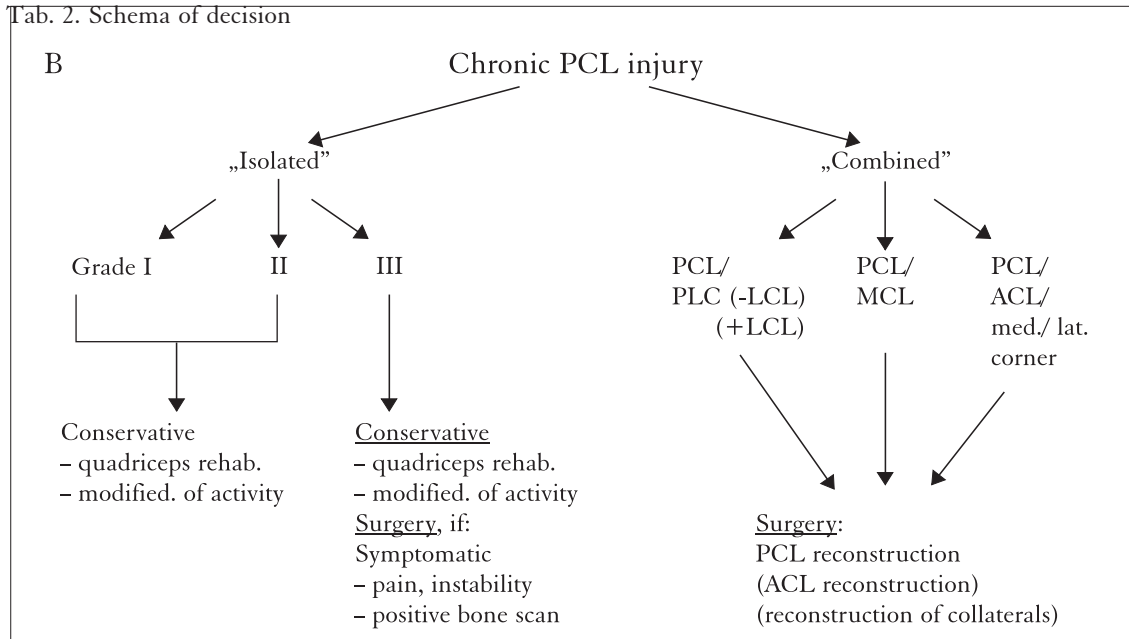 Tab. 2. Schema of decision
B
Chronic PCL injury
„Isolated”
„Combined”
Grade I
II
III
PCL/
PLC (-LCL)
(+LCL)
PCL/
MCL
PCL/
ACL/
med./ lat.
corner
Conservative
– quadriceps rehab.
– modified. of activity
Conservative
– quadriceps rehab.
– modified. of activity
Surgery, if:
Symptomatic
– pain, instability
– positive bone scan
Surgery:
PCL reconstruction
(ACL reconstruction)
(reconstruction of collaterals)